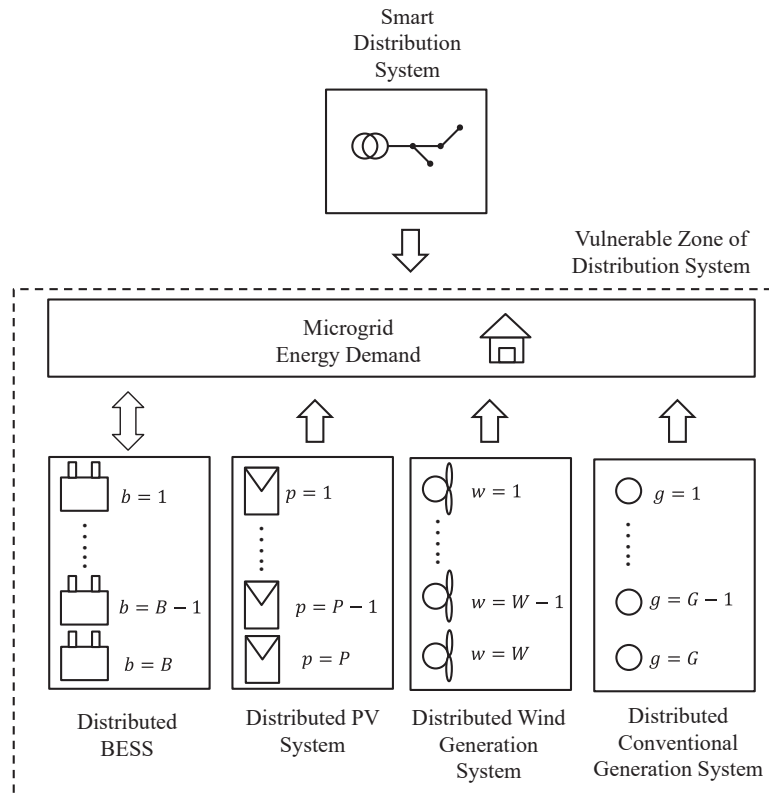 Smart
Distribution
System
Vulnerable Zone of
Distribution System
Microgrid
Energy Demand
b = 1
b = B − 1
b = B
p = 1
p = P − 1
p = P
w = 1
w = W − 1
w = W
g = 1
g = G − 1
g = G
Distributed
BESS
Distributed PV
System
Distributed Wind
Generation
System
Distributed
Conventional
Generation System